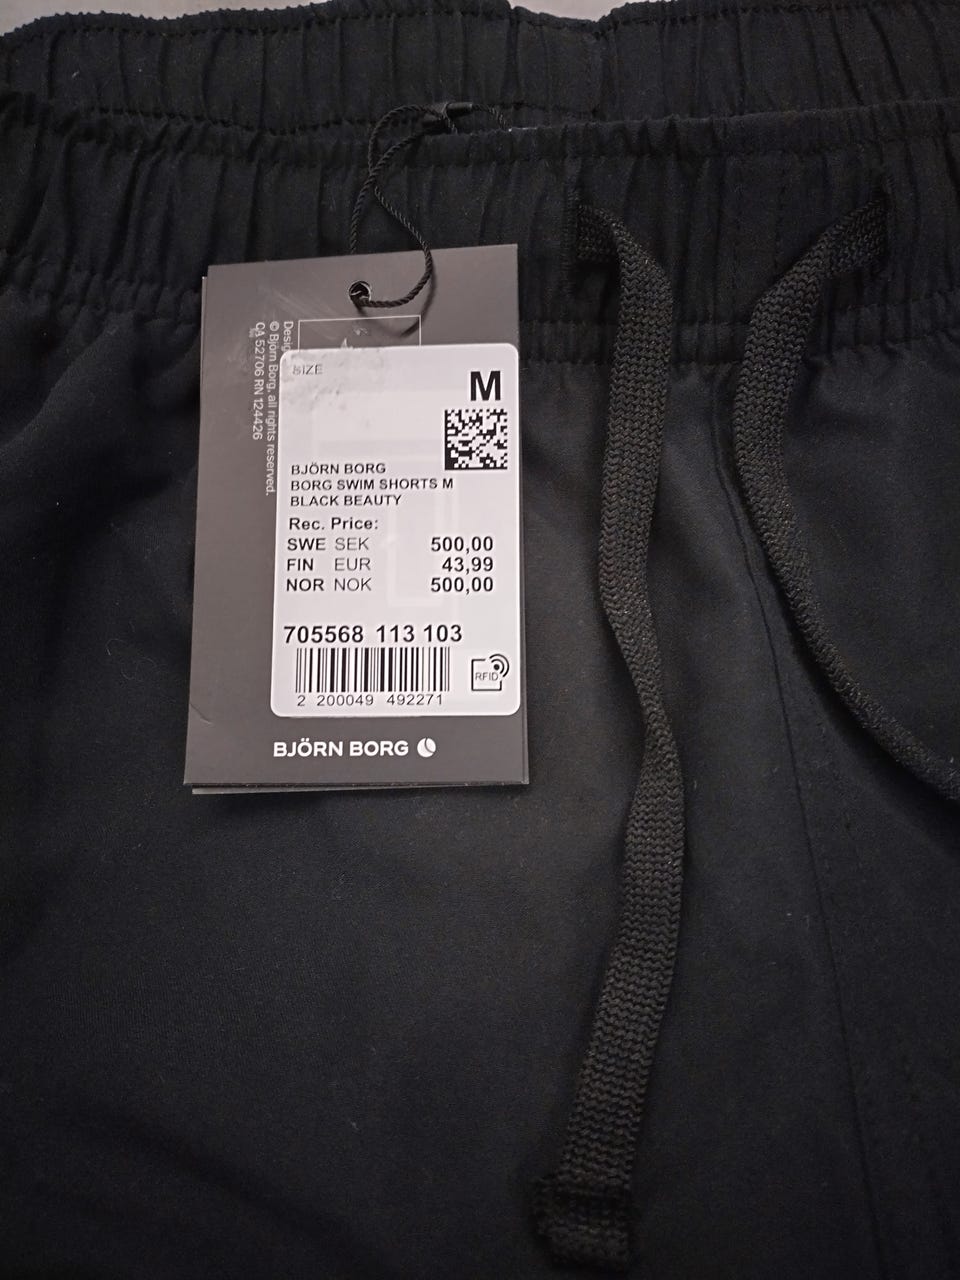 Desig
© Björn Borg, all rights reserved.
CA 52706 RN 124426
SIZE
M
BJÖRN BORG
BORG SWIM SHORTS M
BLACK BEAUTY
Rec. Price:
SWE SEK 500,00
FIN EUR 43,99
NOR NOK 500,00
705568 113 103
RFID
2 200049 492271
BJÖRN BORG